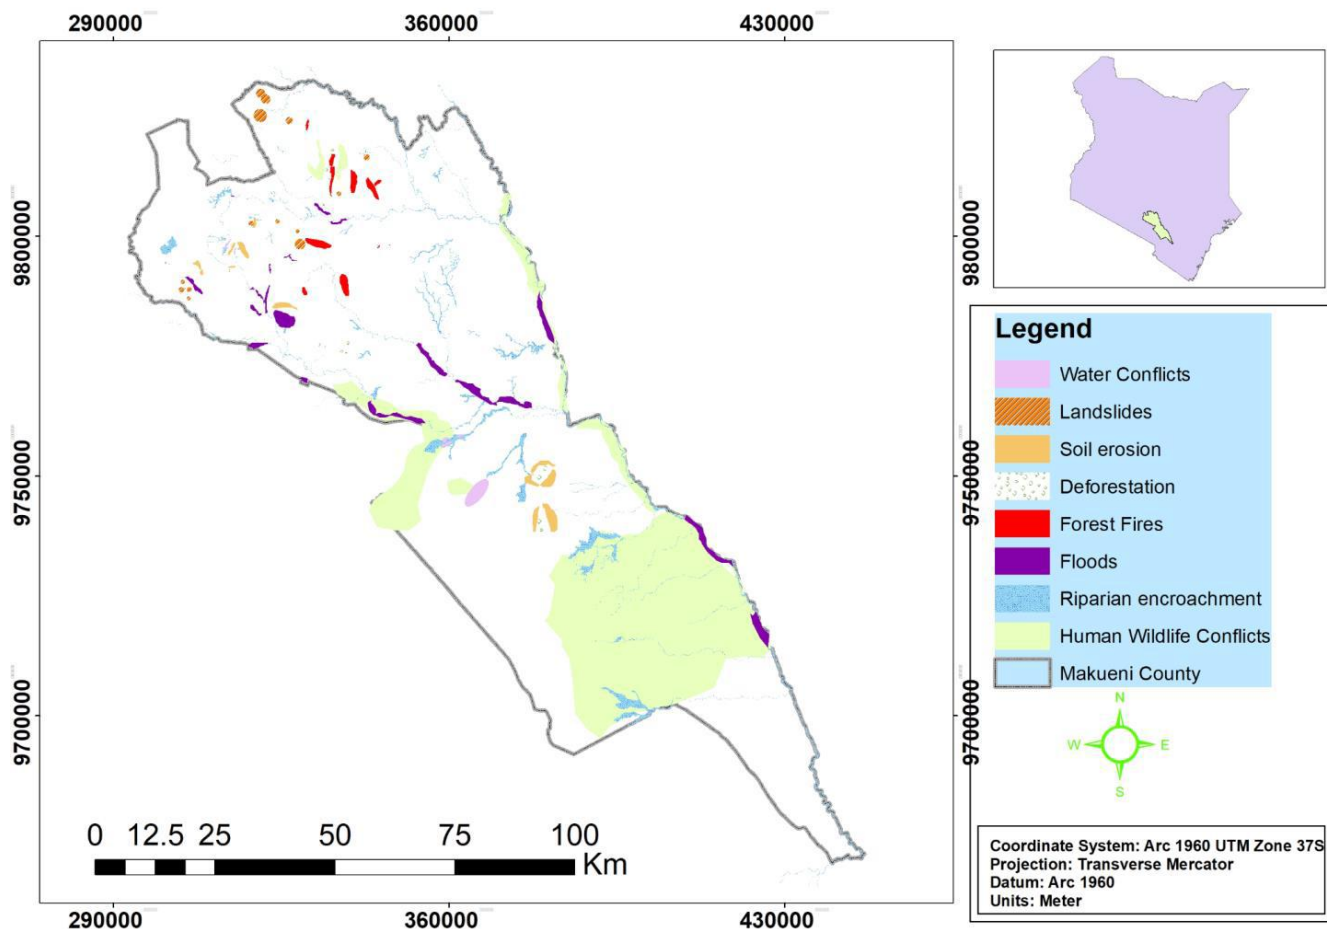 290000 360000 430000
9800000 9800000
9750000 9750000
9700000 9700000
Legend
Water Conflicts
Landslides
Soil erosion
Deforestation
Forest Fires
Floods
Riparian encroachment
Human Wildlife Conflicts
Makueni County
N
W E
S
0 12.5 25 50 75 100
Km
Coordinate System: Arc 1960 UTM Zone 37S
Projection: Transverse Mercator
Datum: Arc 1960
Units: Meter
290000 360000 430000